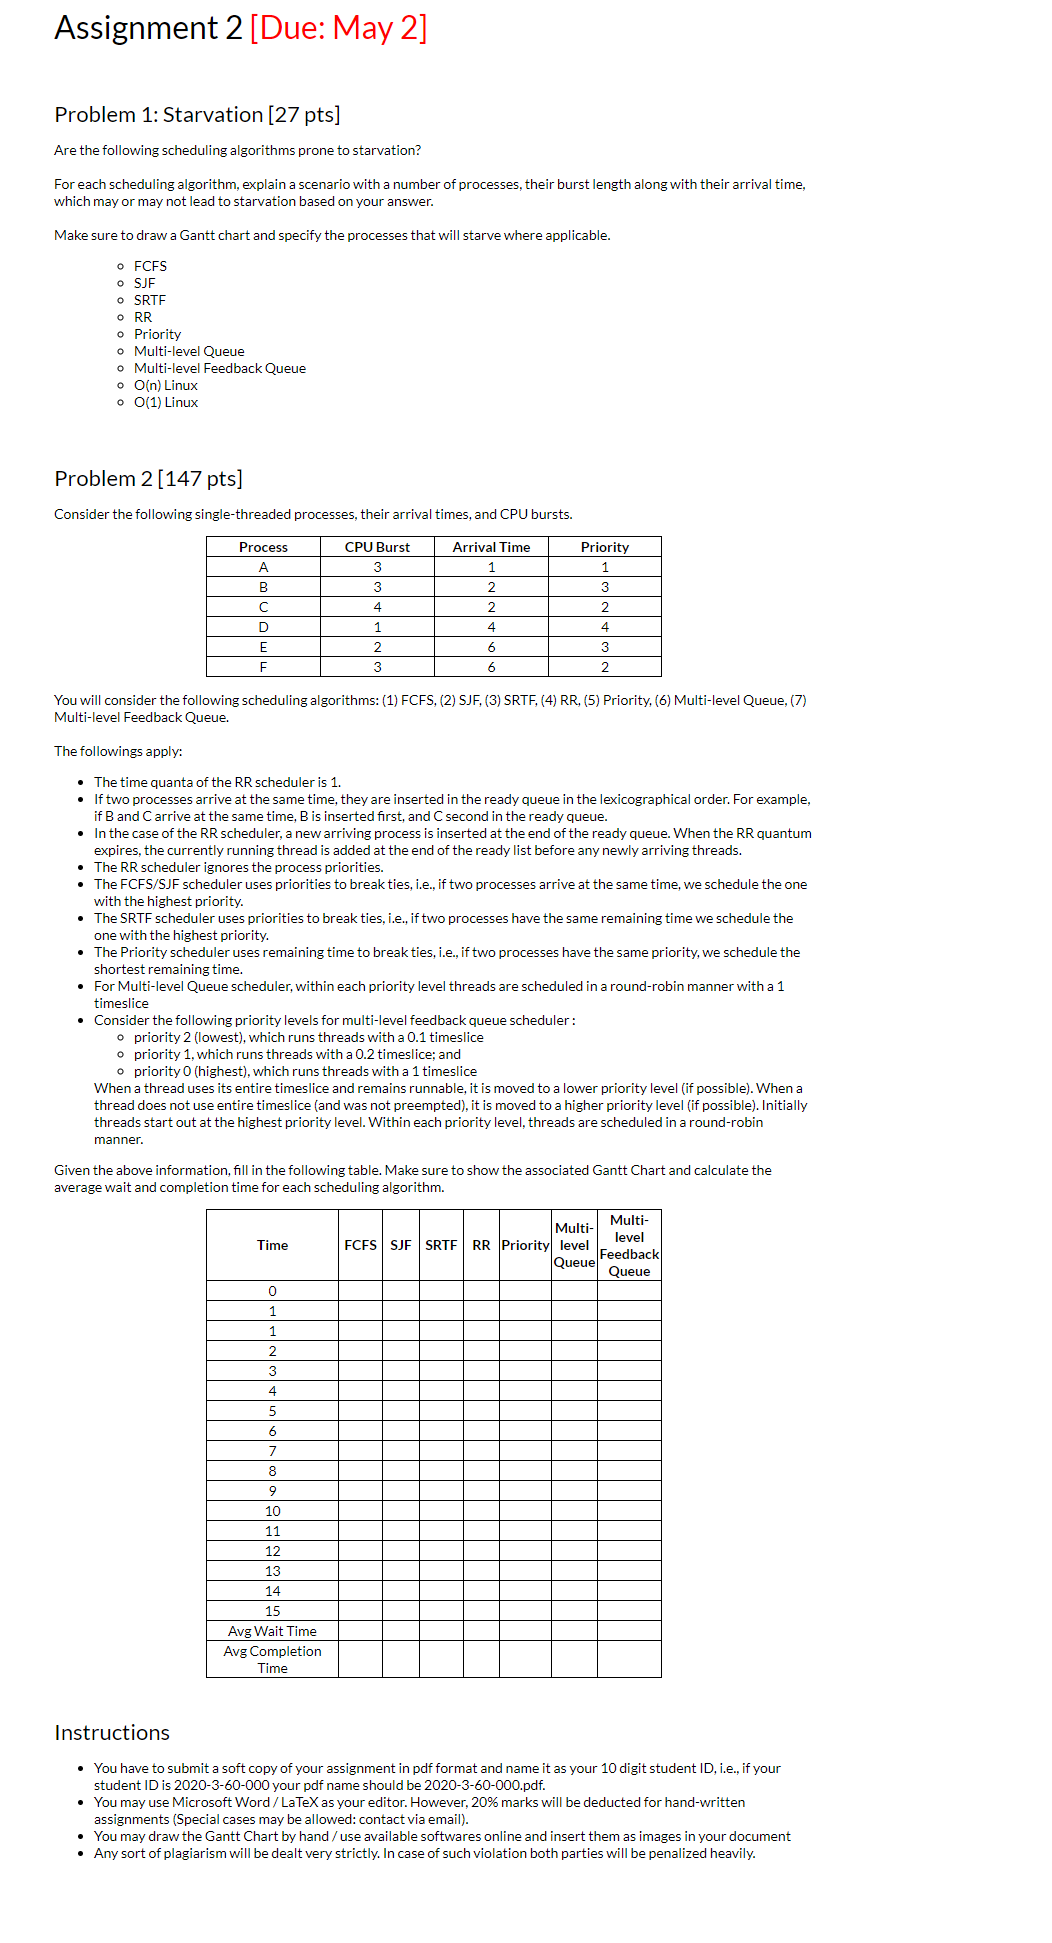 Assignment 2 [Due: May 2]
Problem 1: Starvation [27 pts]
Are the following scheduling algorithms prone to starvation?
For each scheduling algorithm, explain a scenario with a number of processes, their burst length along with their arrival time,
which may or may not lead to starvation based on your answer.
Make sure to draw a Gantt chart and specify the processes that will starve where applicable.
FCFS
SJF
SRTF
RR
Priority
Multi-level Queue
Multi-level Feedback Queue
O(n) Linux
O(1) Linux
Problem 2 [147 pts]
Consider the following single-threaded processes, their arrival times, and CPU bursts.
Process CPU Burst Arrival Time Priority
A 3 1 1
B 3 2 3
C 4 2 2
D 1 4 4
E 2 6 3
F 3 6 2
You will consider the following scheduling algorithms: (1) FCFS, (2) SJF, (3) SRTF, (4) RR, (5) Priority, (6) Multi-level Queue, (7)
Multi-level Feedback Queue.
The followings apply:
The time quanta of the RR scheduler is 1.
If two processes arrive at the same time, they are inserted in the ready queue in the lexicographical order. For example,
if B and C arrive at the same time, B is inserted first, and C second in the ready queue.
In the case of the RR scheduler, a new arriving process is inserted at the end of the ready queue. When the RR quantum
expires, the currently running thread is added at the end of the ready list before any newly arriving threads.
The RR scheduler ignores the process priorities.
The FCFS/SJF scheduler uses priorities to break ties, i.e., if two processes arrive at the same time, we schedule the one
with the highest priority.
The SRTF scheduler uses priorities to break ties, i.e., if two processes have the same remaining time we schedule the
one with the highest priority.
The Priority scheduler uses remaining time to break ties, i.e., if two processes have the same priority, we schedule the
shortest remaining time.
For Multi-level Queue scheduler, within each priority level threads are scheduled in a round-robin manner with a 1
timeslice
Consider the following priority levels for multi-level feedback queue scheduler :
priority 2 (lowest), which runs threads with a 0.1 timeslice
priority 1, which runs threads with a 0.2 timeslice; and
priority 0 (highest), which runs threads with a 1 timeslice
When a thread uses its entire timeslice and remains runnable, it is moved to a lower priority level (if possible). When a
thread does not use entire timeslice (and was not preempted), it is moved to a higher priority level (if possible). Initially
threads start out at the highest priority level. Within each priority level, threads are scheduled in a round-robin
manner.
Given the above information, fill in the following table. Make sure to show the associated Gantt Chart and calculate the
average wait and completion time for each scheduling algorithm.
Time FCFS SJF SRTF RR Priority Multi-level Queue Multi-level Feedback Queue
0
1
1
2
3
4
5
6
7
8
9
10
11
12
13
14
15
Avg Wait Time
Avg Completion
Time
Instructions
You have to submit a soft copy of your assignment in pdf format and name it as your 10 digit student ID, i.e., if your
student ID is 2020-3-60-000 your pdf name should be 2020-3-60-000.pdf.
You may use Microsoft Word / LaTeX as your editor. However, 20% marks will be deducted for hand-written
assignments (Special cases may be allowed: contact via email).
You may draw the Gantt Chart by hand / use available softwares online and insert them as images in your document
Any sort of plagiarism will be dealt very strictly. In case of such violation both parties will be penalized heavily.